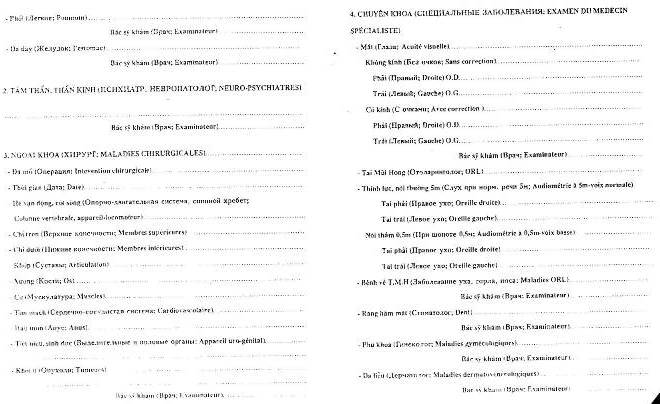 - Phổi (Легкие; Poumon)
Bác sỹ khám (Врач; Examinateur)
- Dạ dày (Желудок; l'estomac)
Bác sỹ khám (Врач; Examinateur)
2. TÂM THẦN, THẦN KINH (ПСИХИАТР, НЕВРОПАТОЛОГ; NEURO-PSYCHIATRES)
Bác sỹ khám (Врач; Examinateur)
3. NGOẠI KHOA (ХИРУРГ; MALADIES CHIRURGICALES)
- Đã mổ (Операция; Intervention chirurgicale)
- Thời gian (Дата; Date)
Hệ vận động, cột sống (Опорно-двигательная система, спинной хребет;
Colonne vertébrale, appareil locomoteur)
- Chi trên (Верхние конечности; Membres supérieures)
- Chi dưới (Нижние конечности; Membres inférieures)
Khớp (Суставы; Articulation)
Xương (Кости; Os)
Cơ (Мускулатура; Muscles)
- Tim mạch (Сердечно-сосудистая система; Cardiovasculaire)
Hậu môn (Анус; Anus)
- Tiết niệu, sinh dục (Выделительные и половые органы; Appareil uro-génital)
- Khối u (Опухоли; Tumeurs)
Bác sỹ khám (Врач; Examinateur)
4. CHUYÊN KHOA (СПЕЦИАЛЬНЫЕ ЗАБОЛЕВАНИЯ; EXAMEN DU MEDECIN
SPÉCIALISTE)
- Mắt (Глаза; Acuité visuelle)
Không kính (Без очков; Sans correction)
Phải (Правый; Droite) O.D
Trái (Левый; Gauche) O.G
Có kính (С очками; Avec correction)
Phải (Правый; Droite) O.D
Trái (Левый; Gauche) O.G
Bác sỹ khám (Врач; Examinateur)
- Tai Mũi Họng (Отоларинголог; ORL)
- Thính lực, nói thường 5m (Слух при норм. речи 5м; Audiométrie à 5m-voix normale)
Tai phải (Правое ухо; Oreille droite)
Tai trái (Левое ухо; Oreille gauche)
Nói thầm 0,5m (При шепоте 0,5м; Audiométrie à 0,5m-voix basse)
Tai phải (Правое ухо; Oreille droite)
Tai trái (Левое ухо; Oreille gauche)
- Bệnh về T.M.H (Заболевание уха, горла, носа; Maladies ORL)
Bác sỹ khám (Врач; Examinateur)
- Răng hàm mặt (Стоматолог; Dent)
Bác sỹ khám (Врач; Examinateur)
- Phụ khoa (Гинеколог; Maladies gynécologiques)
Bác sỹ khám (Врач; Examinateur)
- Da liễu (Дерматолог; Maladies dermatovénérologiques)
Bác sỹ khám (Врач; Examinateur)